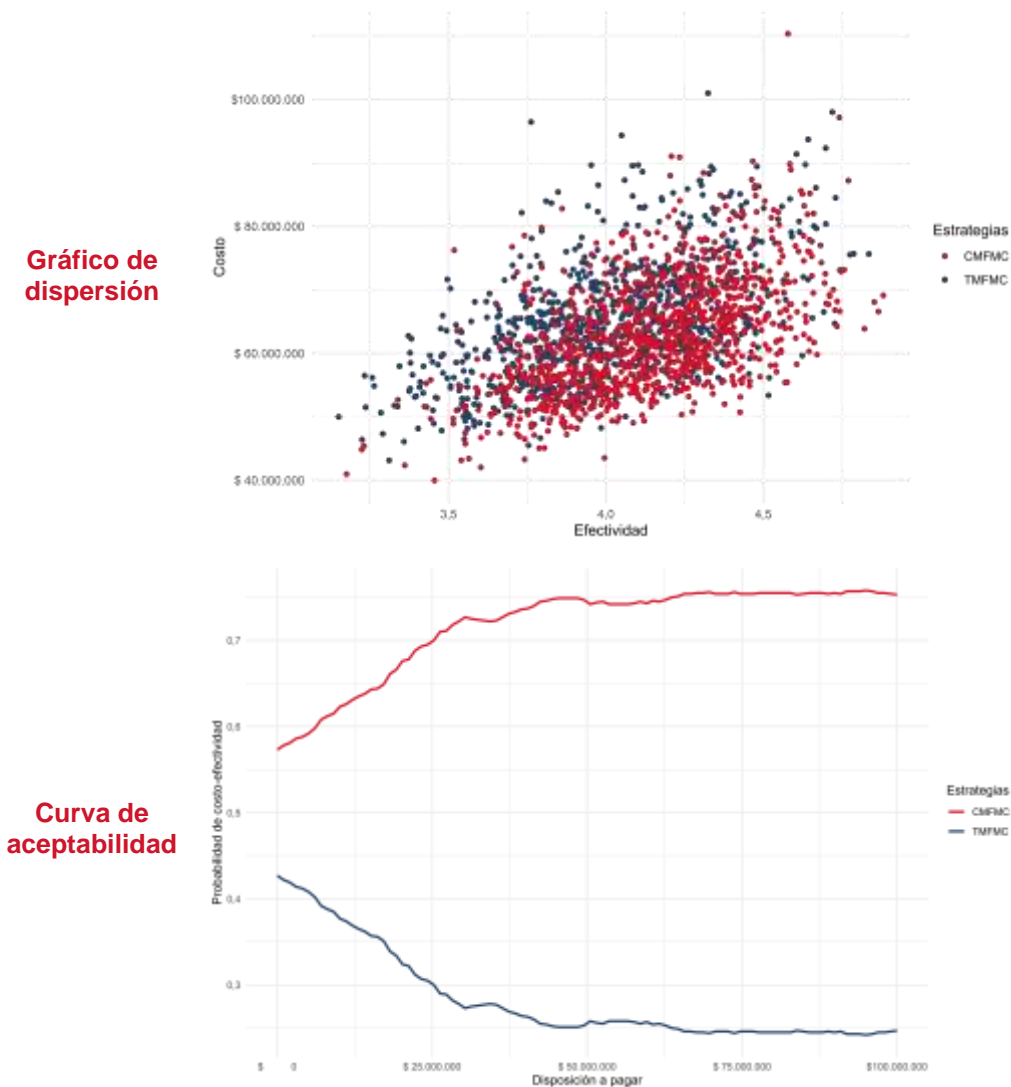 Gráfico de
dispersión
Costo
$100.000.000
$ 80.000.000
$ 60.000.000
$ 40.000.000
3,5
4,0
4,5
Efectividad
Estrategias
CMFMC
TMFMC
Curva de
aceptabilidad
Probabilidad de costo-efectividad
0,7
0,6
0,5
0,4
0,3
$ 0
$ 25.000.000
$ 50.000.000
$ 75.000.000
$100.000.000
Disposición a pagar
Estrategias
CMFMC
TMFMC